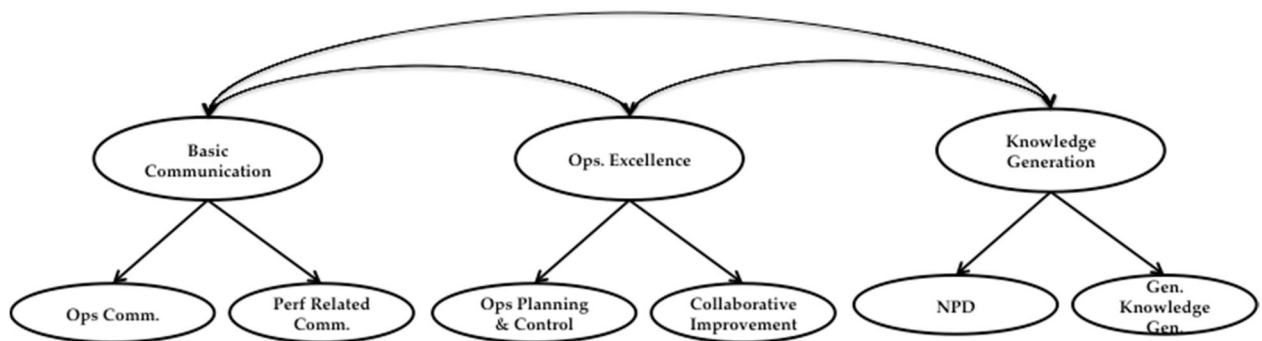 Basic
Communication
Ops. Excellence
Knowledge
Generation
Ops Comm.
Perf Related
Comm.
Ops Planning
& Control
Collaborative
Improvement
NPD
Gen.
Knowledge
Gen.